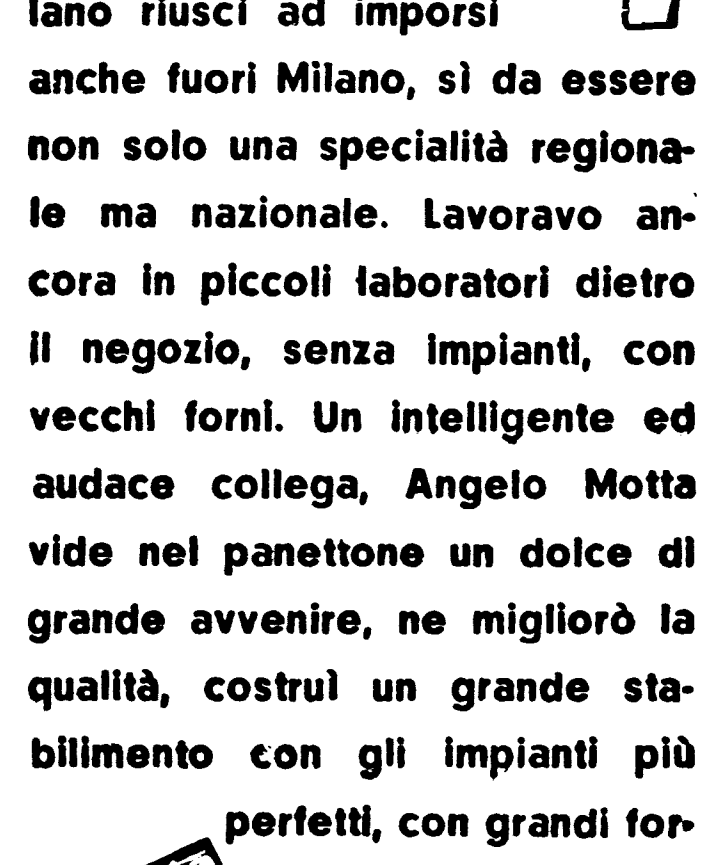 lano riuscì ad imporsi
anche fuori Milano, sì da essere
non solo una specialità regiona-
le ma nazionale. Lavoravo an-
cora in piccoli laboratori dietro
il negozio, senza impianti, con
vecchi forni. Un intelligente ed
audace collega, Angelo Motta
vide nel panettone un dolce di
grande avvenire, ne migliorò la
qualità, costruì un grande sta-
bilimento con gli impianti più
perfetti, con grandi for-